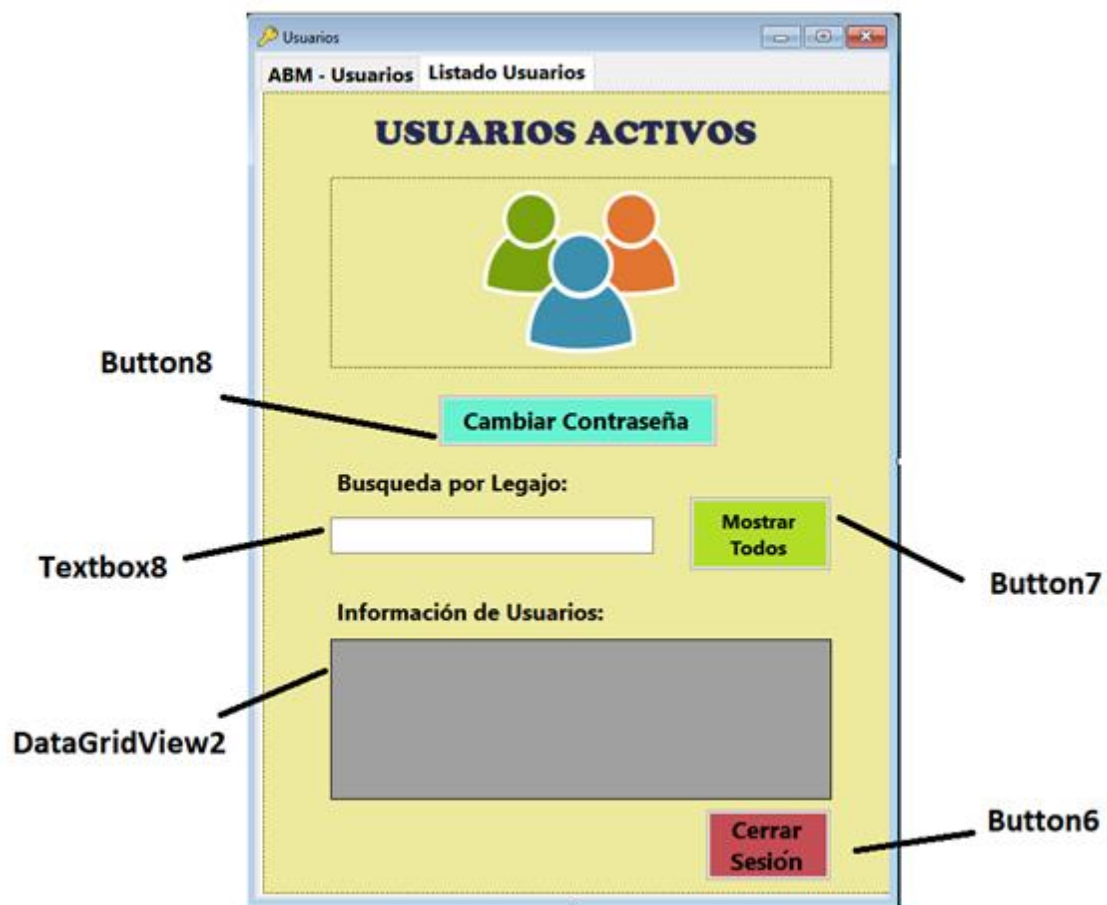 Usuarios
ABM - Usuarios Listado Usuarios
USUARIOS ACTIVOS
Button8
Cambiar Contraseña
Busqueda por Legajo:
Mostrar
Todos
Textbox8
Button7
Información de Usuarios:
DataGridView2
Button6
Cerrar
Sesión